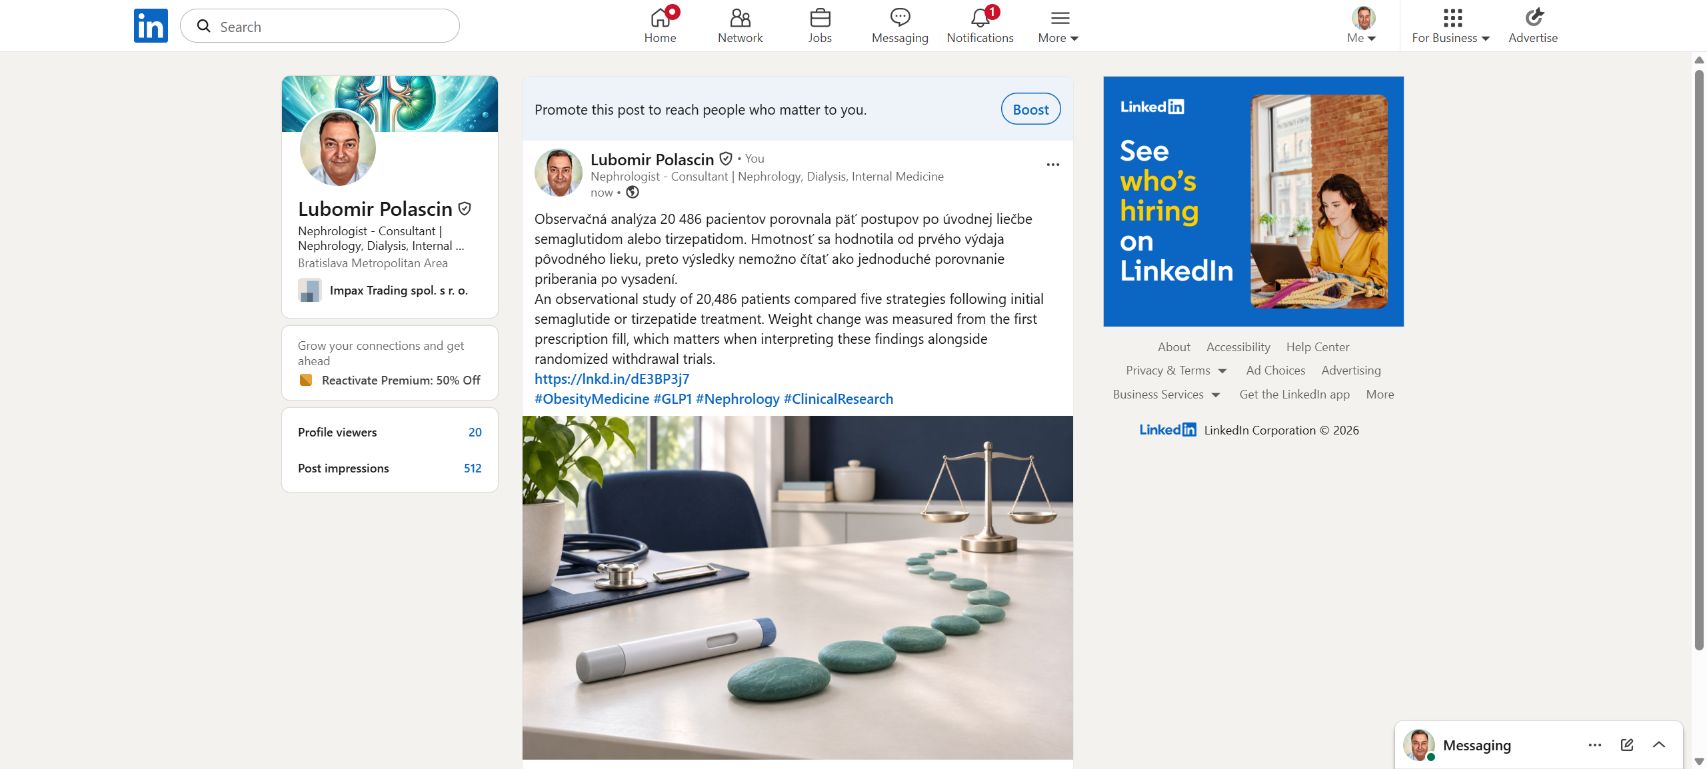 in
Search
Home
Network
Jobs
Messaging
1
Notifications
More
Me
For Business
Advertise
Lubomir Polascin
Nephrologist - Consultant |
Nephrology, Dialysis, Internal ...
Bratislava Metropolitan Area
Impax Trading spol. s r. o.
Grow your connections and get
ahead
Reactivate Premium: 50% Off
Profile viewers 20
Post impressions 512
Promote this post to reach people who matter to you.
Boost
Lubomir Polascin • You
Nephrologist - Consultant | Nephrology, Dialysis, Internal Medicine
now •
Observačná analýza 20 486 pacientov porovnala päť postupov po úvodnej liečbe
semaglutidom alebo tirzepatidom. Hmotnosť sa hodnotila od prvého výdaja
pôvodného lieku, preto výsledky nemožno čítať ako jednoduché porovnanie
priberania po vysadení.
An observational study of 20,486 patients compared five strategies following initial
semaglutide or tirzepatide treatment. Weight change was measured from the first
prescription fill, which matters when interpreting these findings alongside
randomized withdrawal trials.
https://lnkd.in/dE3BP3j7
#ObesityMedicine #GLP1 #Nephrology #ClinicalResearch
LinkedIn
See
who's
hiring
on
LinkedIn
About Accessibility Help Center
Privacy & Terms Ad Choices Advertising
Business Services Get the LinkedIn app More
LinkedIn LinkedIn Corporation © 2026
Messaging